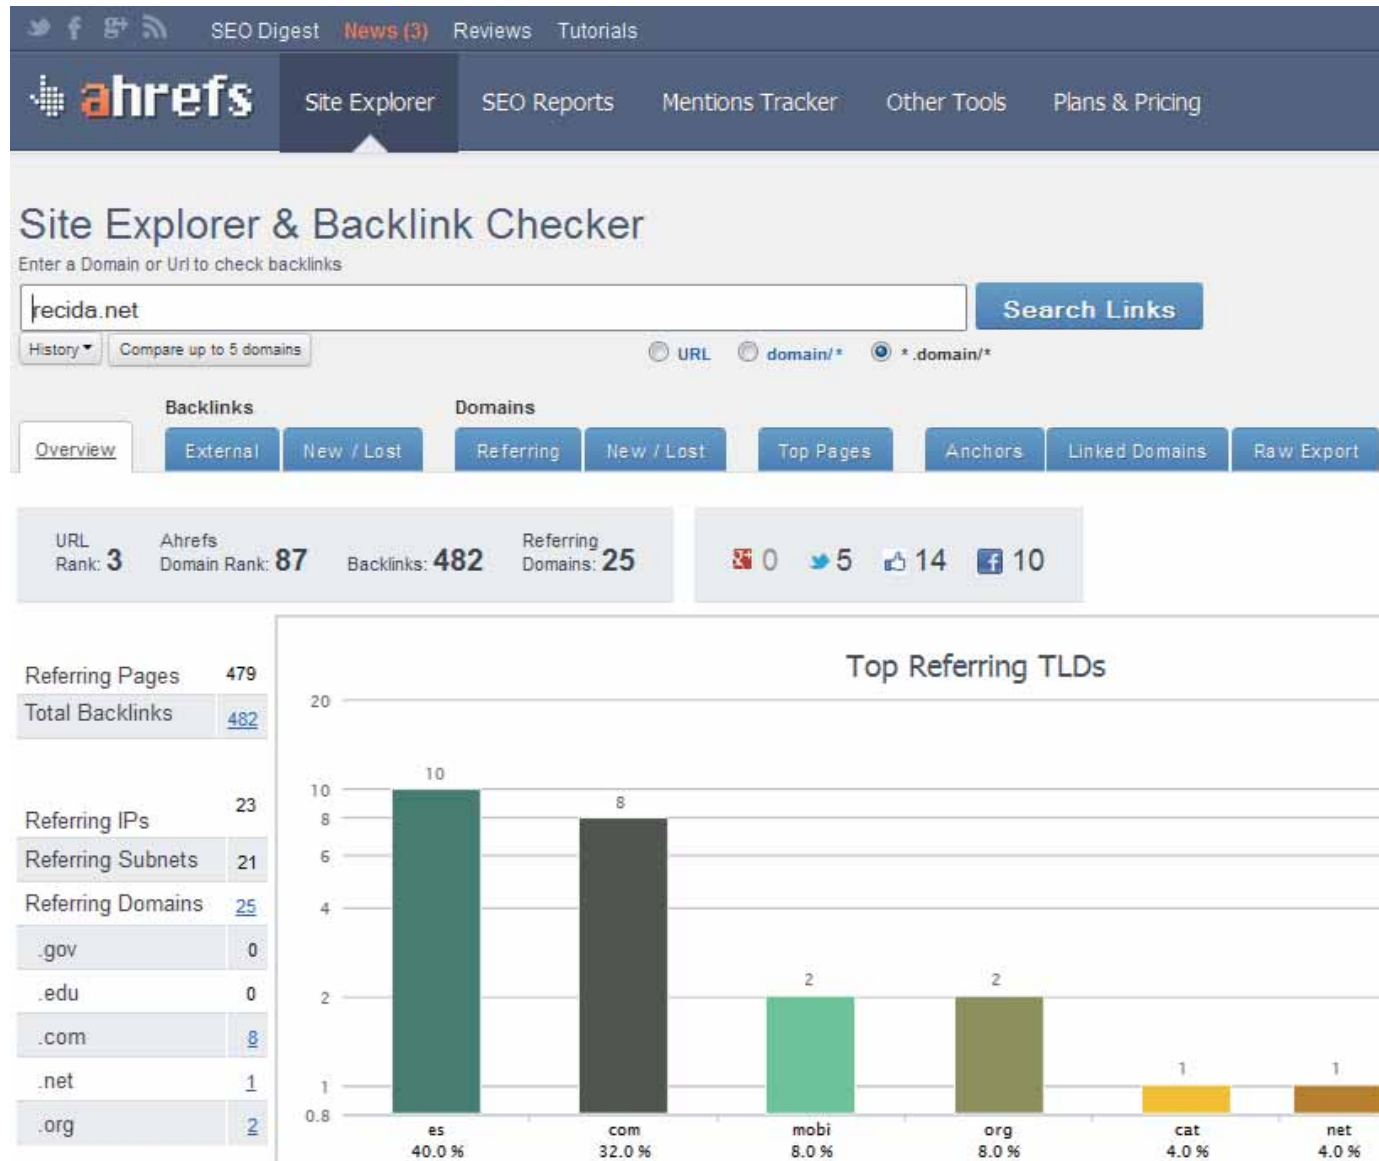 SEO Digest News (3) Reviews Tutorials
ahrefs Site Explorer SEO Reports Mentions Tracker Other Tools Plans & Pricing
Site Explorer & Backlink Checker
Enter a Domain or Url to check backlinks
recida.net Search Links
History Compare up to 5 domains URL domain/* *.domain/*
Backlinks Domains
Overview External New / Lost Referring New / Lost Top Pages Anchors Linked Domains Raw Export
URL Rank: 3 Ahrefs Domain Rank: 87 Backlinks: 482 Referring Domains: 25 0 5 14 10
Top Referring TLDs
Referring Pages 479
Total Backlinks 482
Referring IPs 23
Referring Subnets 21
Referring Domains 25
.gov 0
.edu 0
.com 8
.net 1
.org 2
20
10
8
6
4
2
1
0.8
10 8 2 2 1 1
es com mobi org cat net
40.0 % 32.0 % 8.0 % 8.0 % 4.0 % 4.0 %